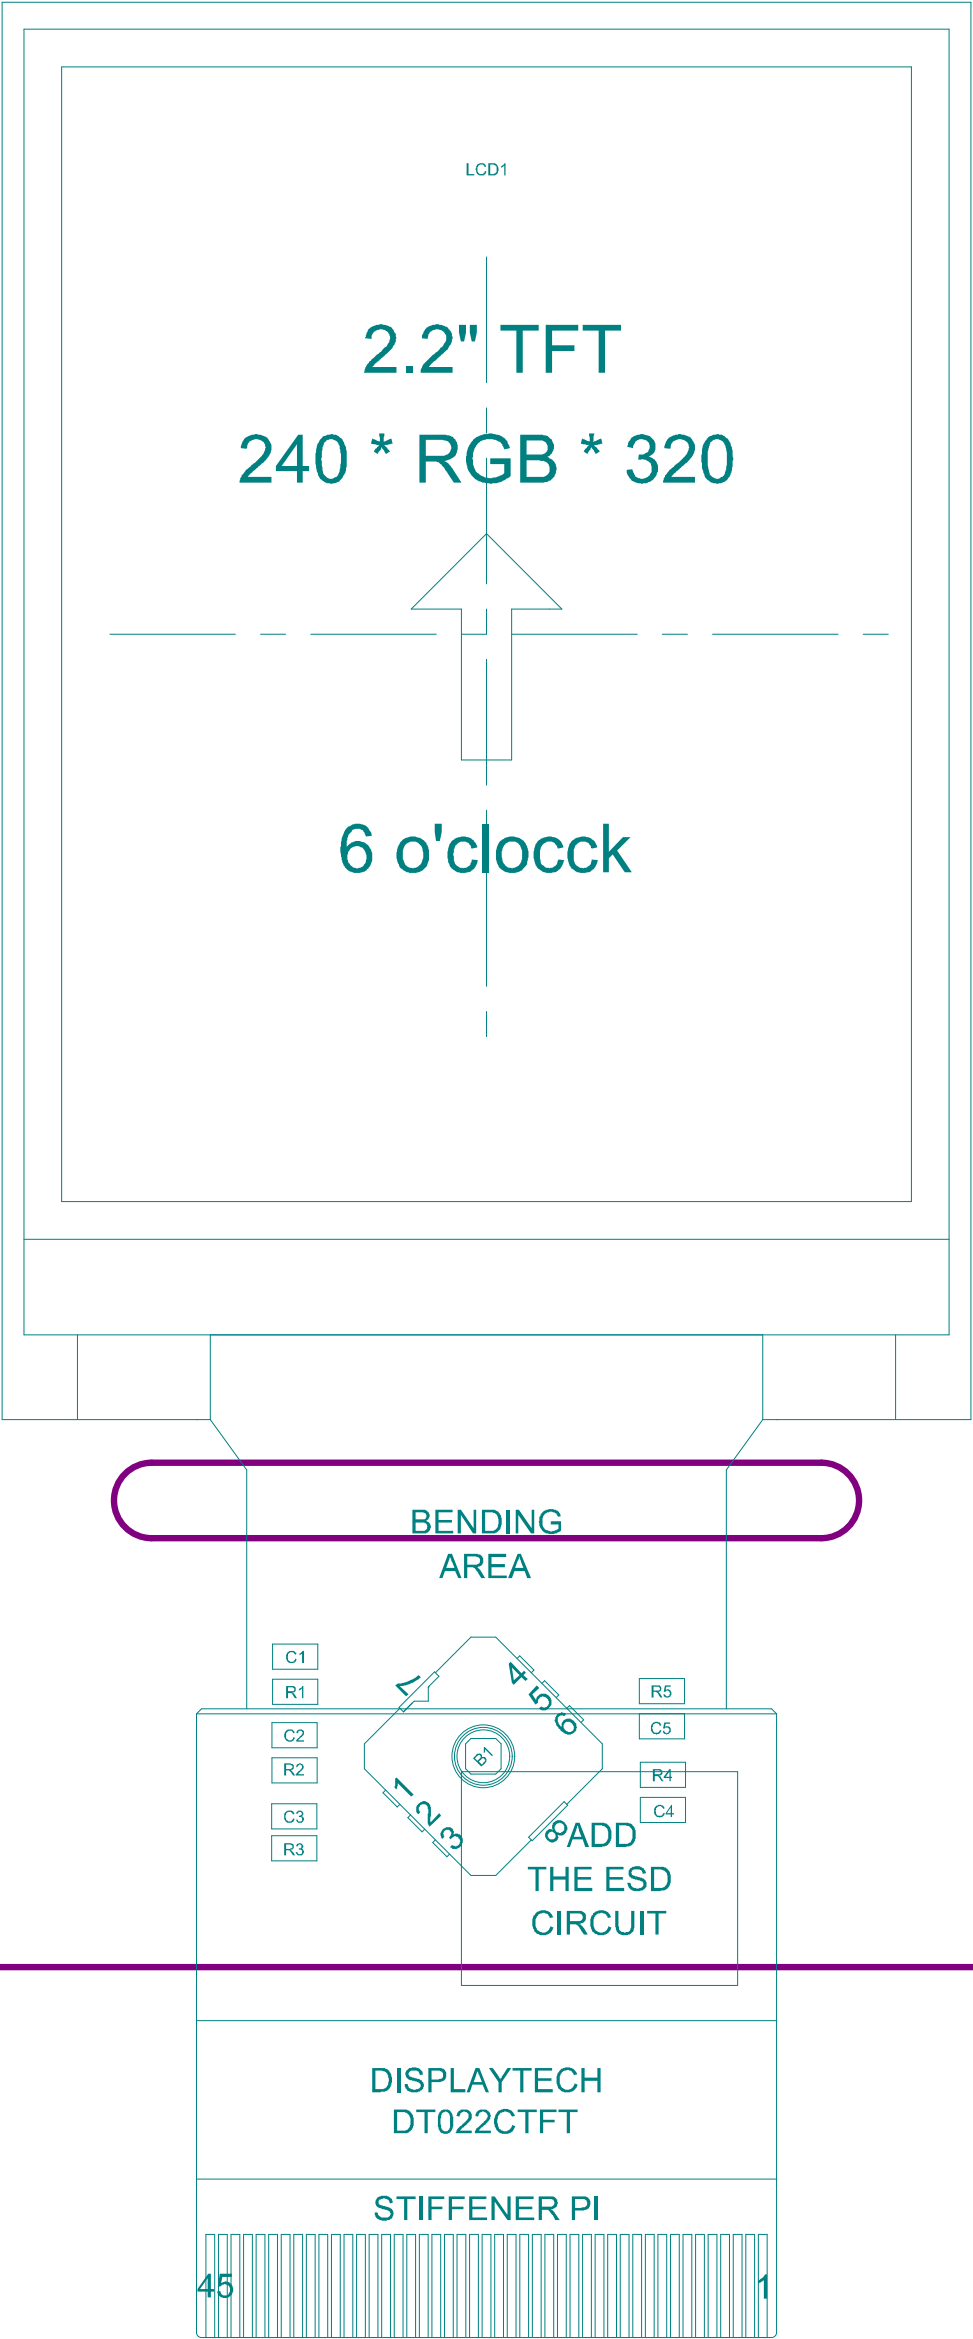 LCD1
2.2" TFT
240 * RGB * 320
6 o'clocck
BENDING
AREA
C1
R1
C2
R2
C3
R3
7
4
5
6
B1
1
2
3
8
R5
C5
R4
C4
ADD
THE ESD
CIRCUIT
DISPLAYTECH
DT022CTFT
STIFFENER PI
45
1